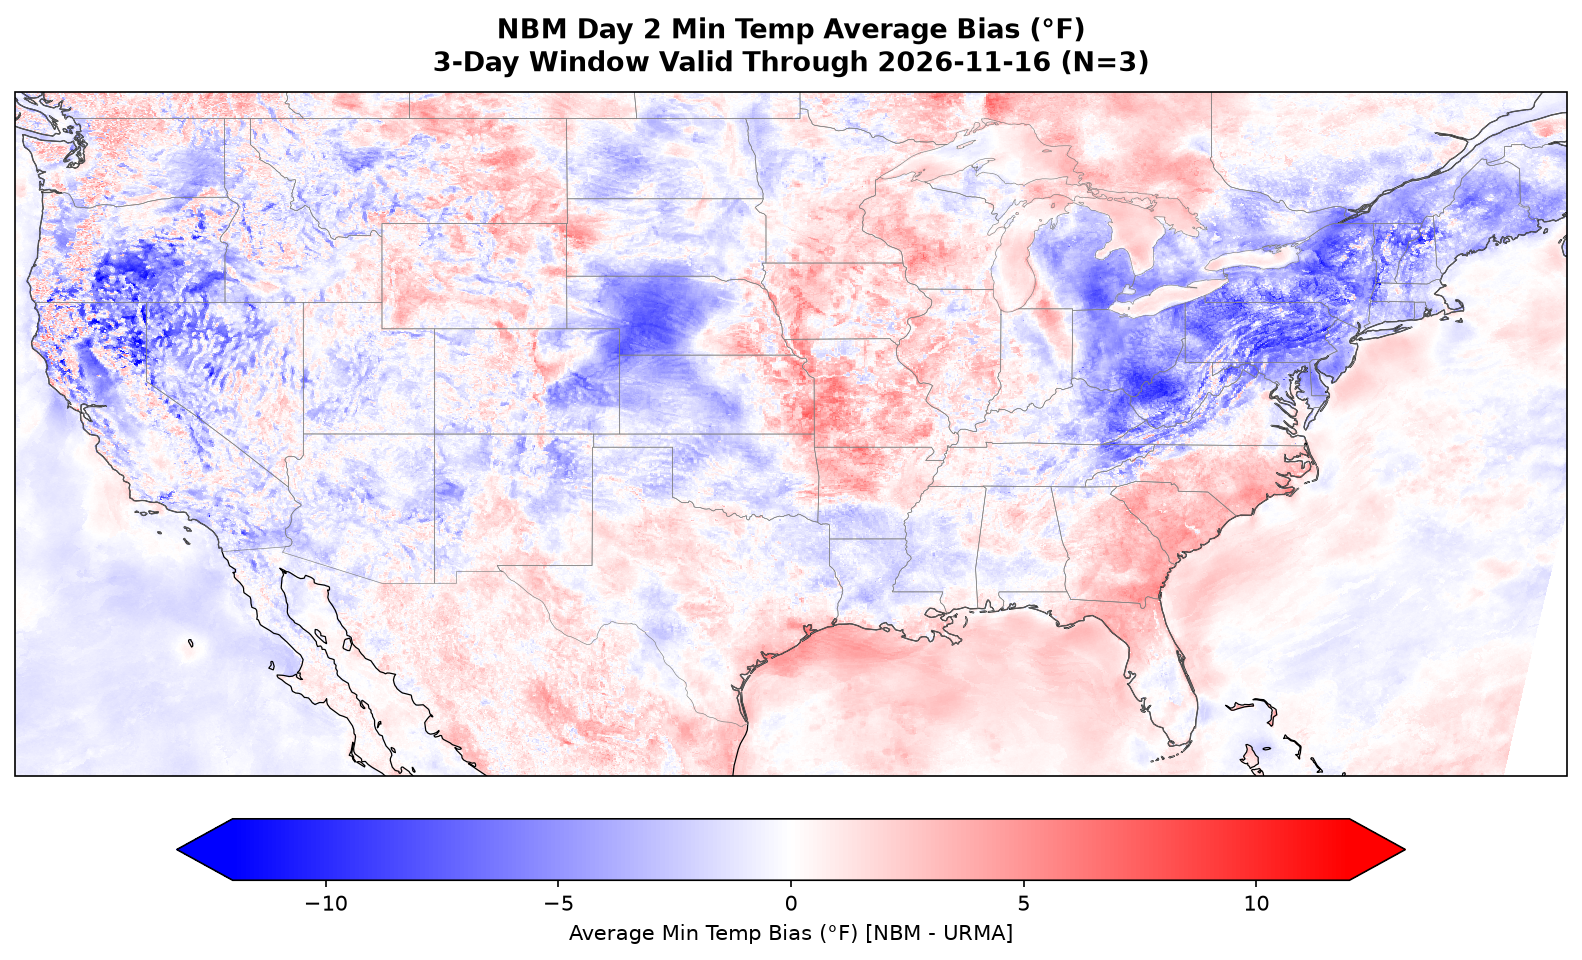 NBM Day 2 Min Temp Average Bias (°F)
3-Day Window Valid Through 2026-11-16 (N=3)
−10 −5 0 5 10
Average Min Temp Bias (°F) [NBM - URMA]